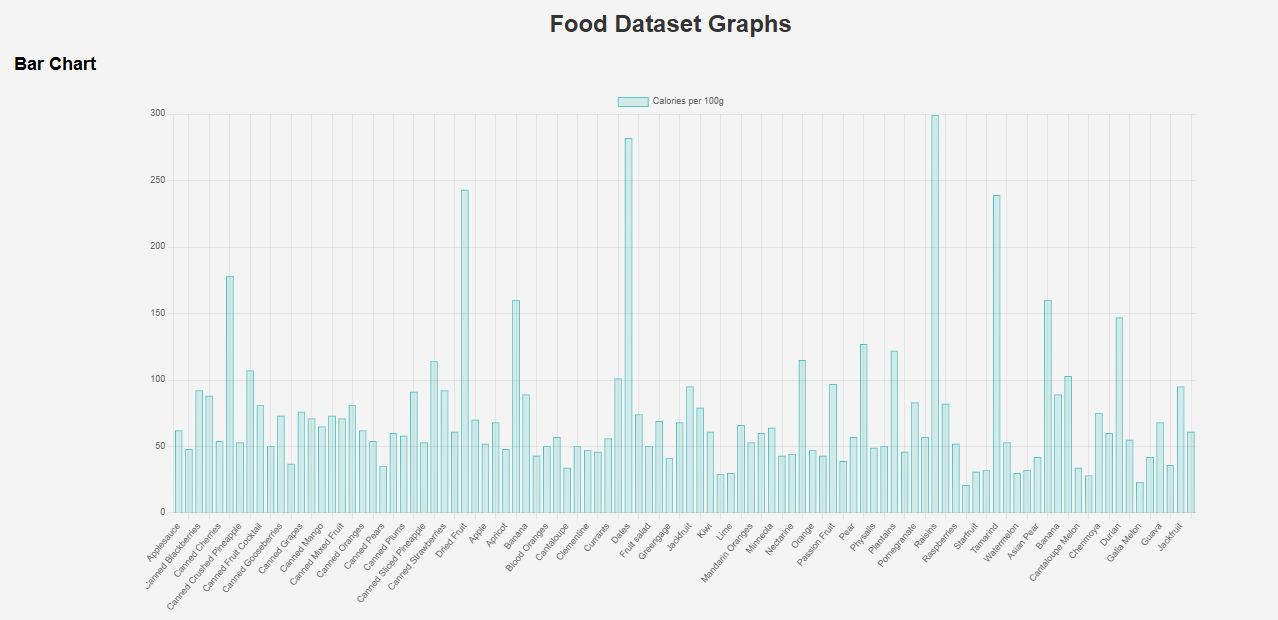 Food Dataset Graphs
Bar Chart
Calories per 100g
300
250
200
150
100
50
0
Applesauce
Canned Blackberries
Canned Cherries
Canned Crushed Pineapple
Canned Fruit Cocktail
Canned Gooseberries
Canned Grapes
Canned Mango
Canned Mixed Fruit
Canned Oranges
Canned Pears
Canned Plums
Canned Sliced Pineapple
Canned Strawberries
Dried Fruit
Apple
Apricot
Banana
Blood Oranges
Cantaloupe
Clementine
Currants
Dates
Fruit salad
Greengage
Jackfruit
Kiwi
Lime
Mandarin Oranges
Minneola
Nectarine
Orange
Passion Fruit
Pear
Physalis
Plantains
Pomegranate
Raisins
Raspberries
Starfruit
Tamarind
Watermelon
Asian Pear
Banana
Cantaloupe Melon
Cherimoya
Durian
Galia Melon
Guava
Jackfruit